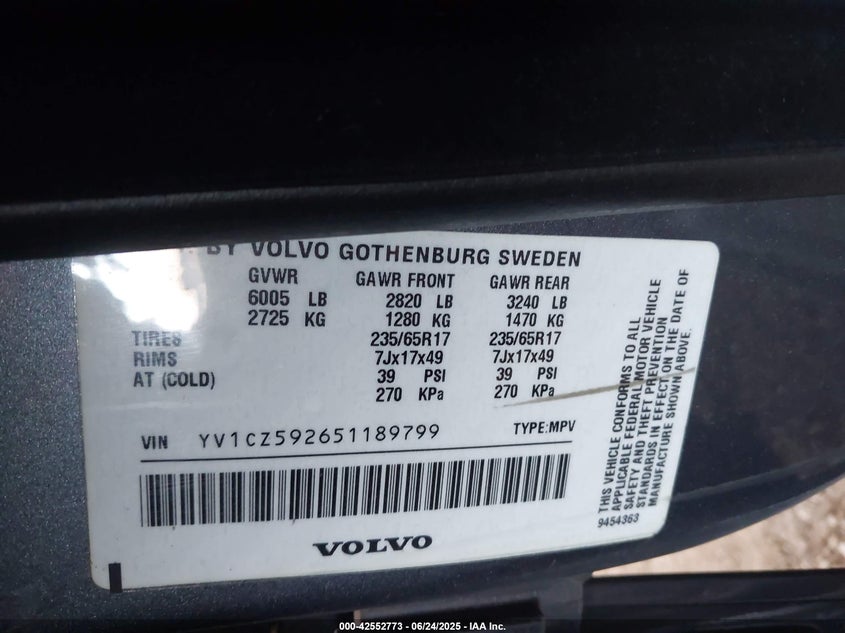 BY VOLVO GOTHENBURG SWEDEN
GVWR GAWR FRONT GAWR REAR
6005 LB 2820 LB 3240 LB
2725 KG 1280 KG 1470 KG
TIRES 235/65R17 235/65R17
RIMS 7Jx17x49 7Jx17x49
AT (COLD) 39 PSI 39 PSI
270 KPa 270 KPa
VIN YV1CZ592651189799 TYPE:MPV
VOLVO
THIS VEHICLE CONFORMS TO ALL
APPLICABLE FEDERAL MOTOR VEHICLE
SAFETY AND THEFT PREVENTION
STANDARDS IN EFFECT ON THE DATE OF
MANUFACTURE SHOWN ABOVE.
9454363
000-42552773 - 06/24/2025 - IAA Inc.